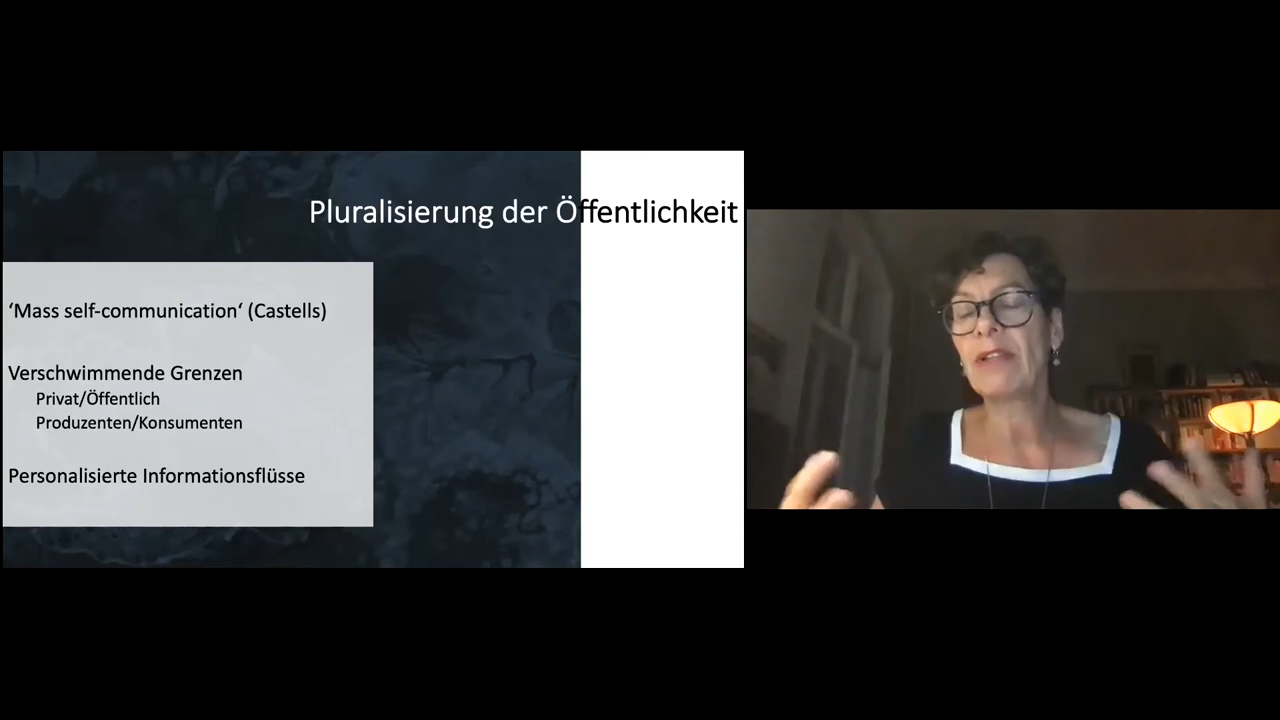 Pluralisierung der Öffentlichkeit
‘Mass self-communication‘ (Castells)
Verschwimmende Grenzen
Privat/Öffentlich
Produzenten/Konsumenten
Personalisierte Informationsflüsse